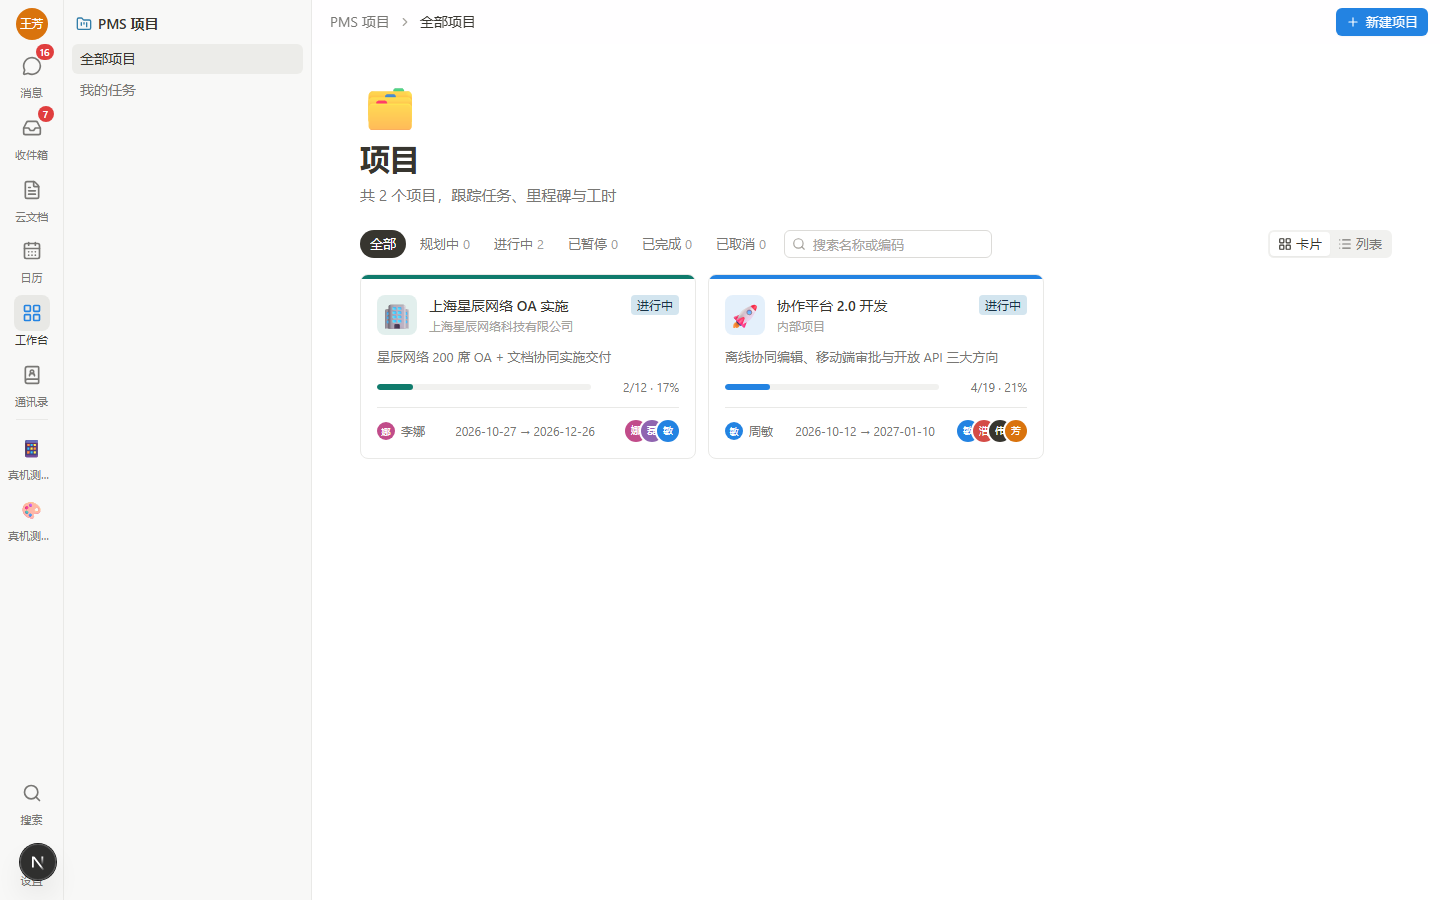 王芳
16
消息
7
收件箱
云文档
日历
工作台
通讯录
真机测...
真机测...
搜索
N
PMS 项目
全部项目
我的任务
PMS 项目 > 全部项目
+ 新建项目
项目
共 2 个项目，跟踪任务、里程碑与工时
全部 规划中 0 进行中 2 已暂停 0 已完成 0 已取消 0 搜索名称或编码
卡片 列表
上海星辰网络 OA 实施 进行中
上海星辰网络科技有限公司
星辰网络 200 席 OA + 文档协同实施交付
2/12 · 17%
娜 李娜 2026-10-27 → 2026-12-26 敏
协作平台 2.0 开发 进行中
内部项目
离线协同编辑、移动端审批与开放 API 三大方向
4/19 · 21%
敏 周敏 2026-10-12 → 2027-01-10 芳